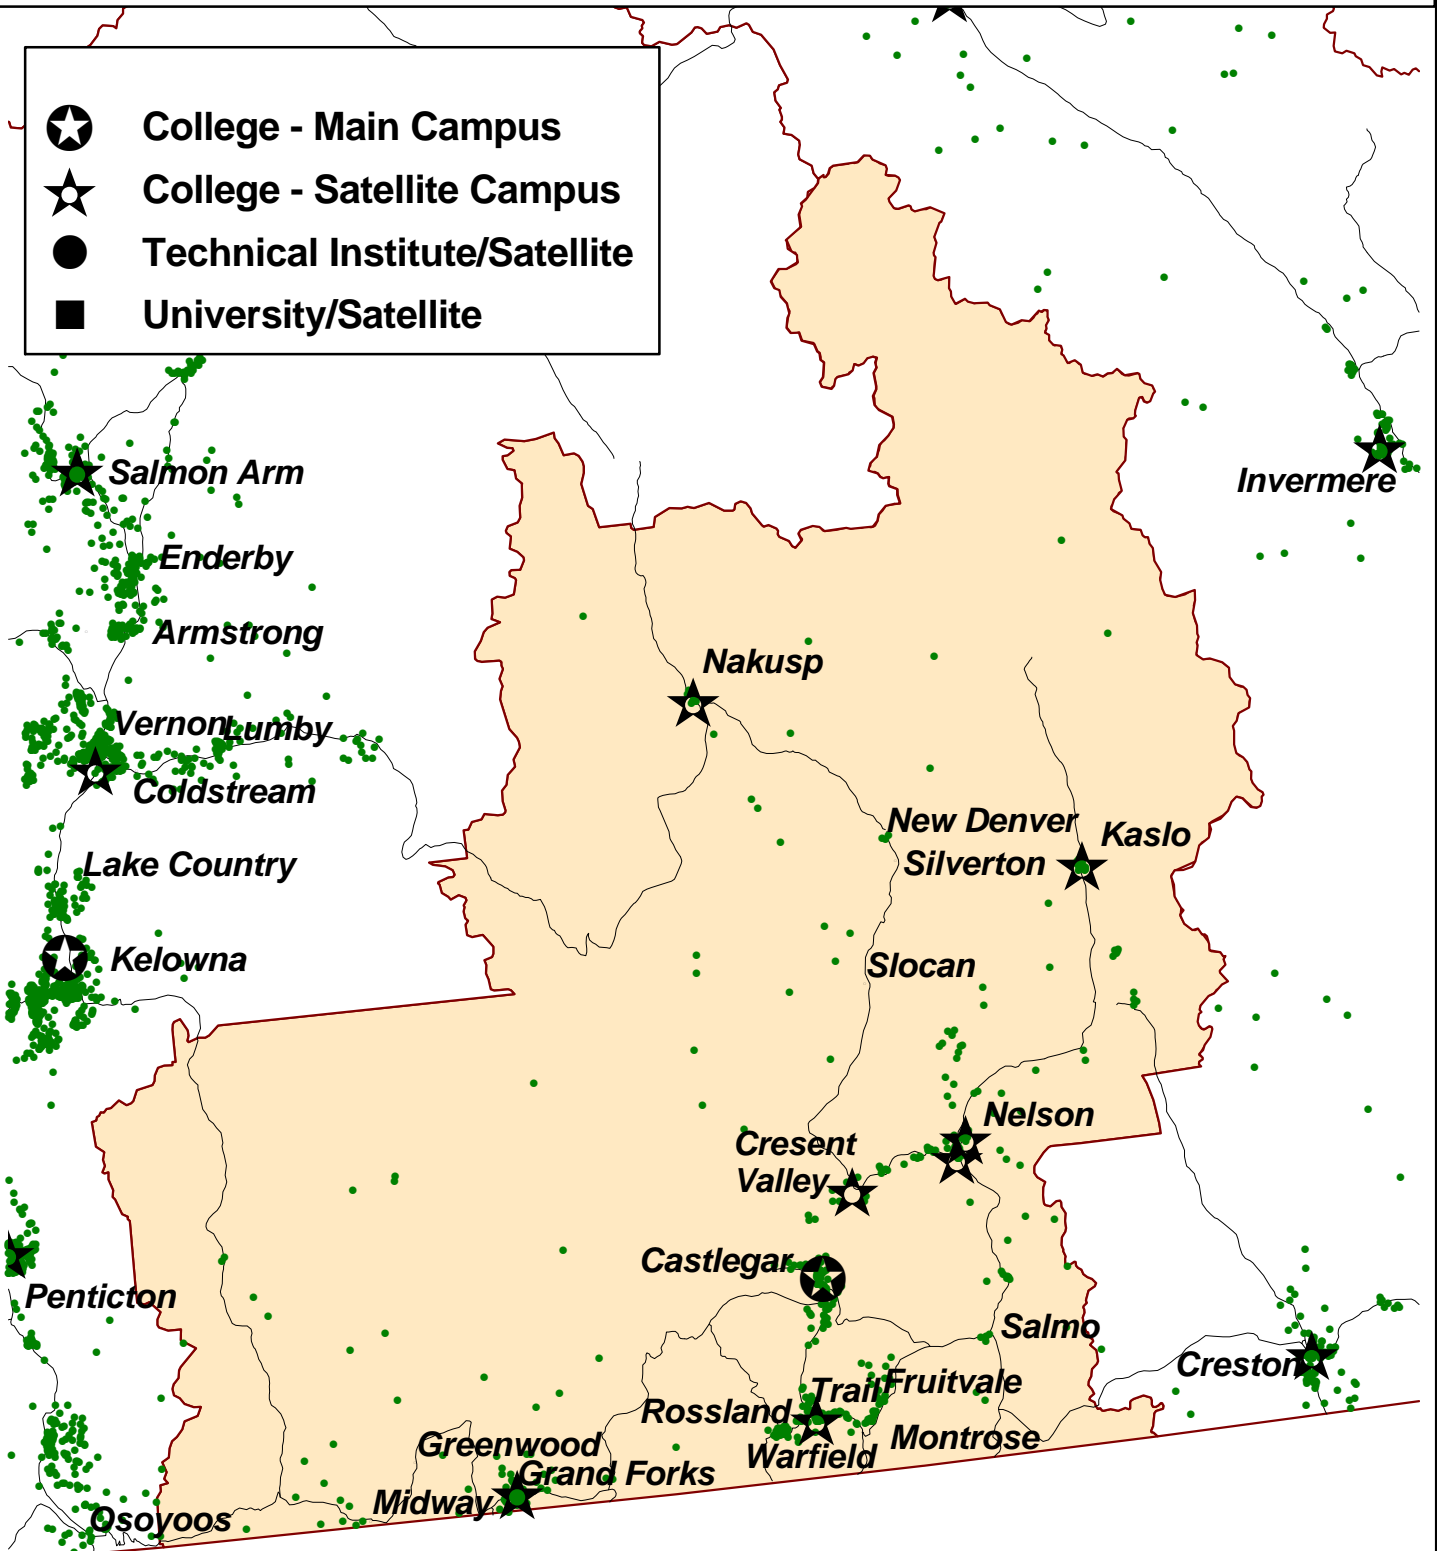 College - Main Campus
College - Satellite Campus
Technical Institute/Satellite
University/Satellite
Salmon Arm
Invermere
Enderby
Armstrong
Nakusp
Vernon
Lumby
Coldstream
New Denver
Kaslo
Silverton
Lake Country
Kelowna
Slocan
Nelson
Cresent
Valley
Castlegar
Penticton
Salmo
Creston
Trail
Fruitvale
Rossland
Montrose
Warfield
Greenwood
Grand Forks
Midway
Osoyoos